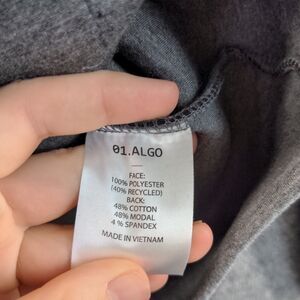 01.ALGO
FACE:
100% POLYESTER
(40% RECYCLED)
BACK:
48% COTTON
48% MODAL
4 % SPANDEX
MADE IN VIETNAM